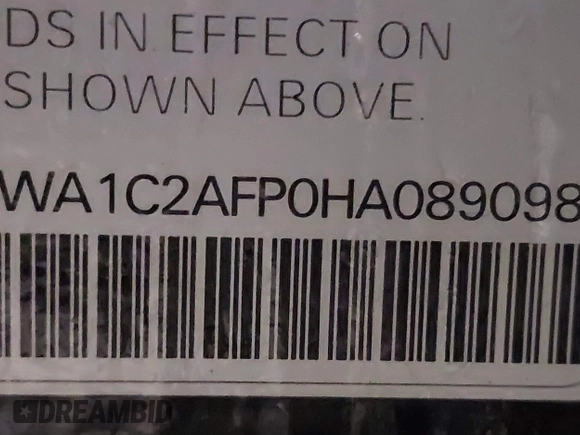 DS IN EFFECT ON
SHOWN ABOVE.
WA1C2AFP0HA089098
DREAMBID